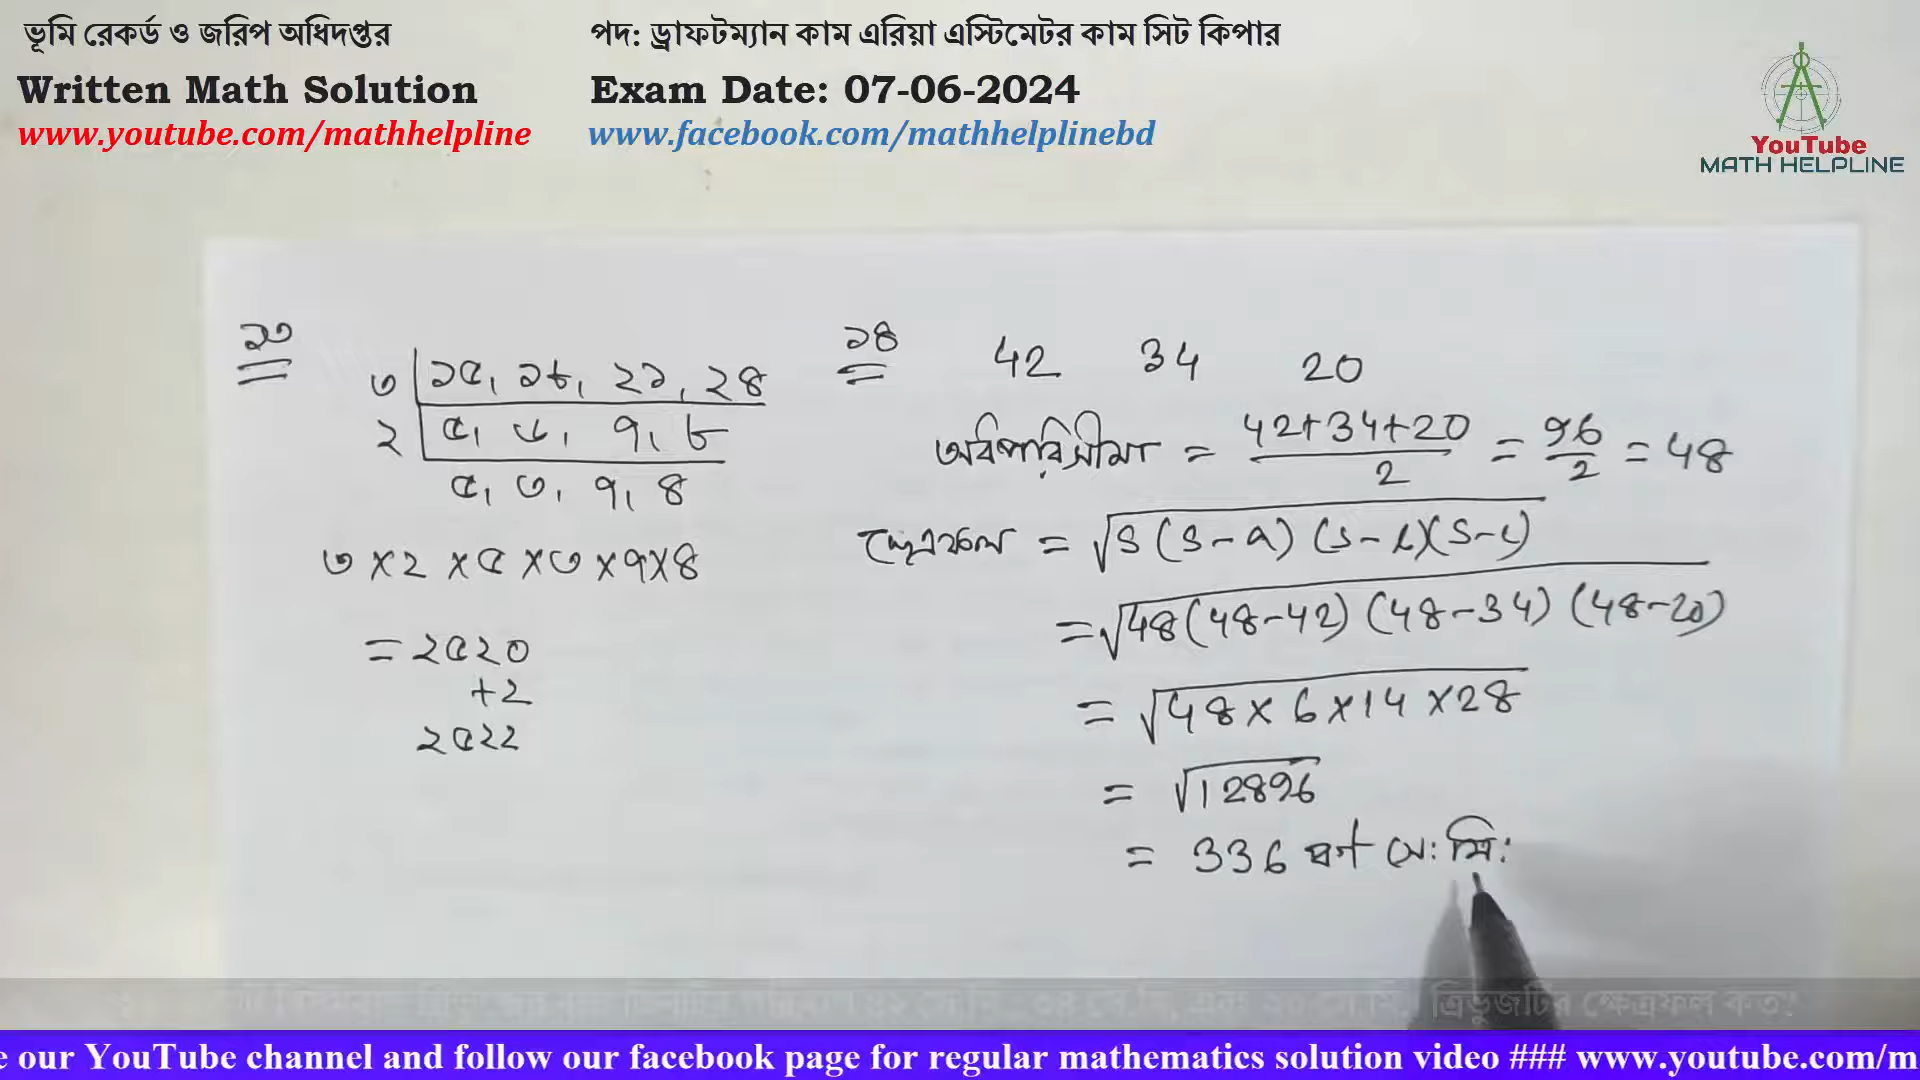 ভূমি রেকর্ড ও জরিপ অধিদপ্তর
পদ: ড্রাফটম্যান কাম এরিয়া এস্টিমেটর কাম সিট কিপার
Written Math Solution
Exam Date: 07-06-2024
www.youtube.com/mathhelpline
www.facebook.com/mathhelplinebd
YouTube
MATH HELPLINE
১৩
৩ ১৫, ১৮, ২১, ২৪
২ ৫, ৬, ৭, ৮
৫, ৩, ৭, ৪
৩ × ২ × ৫ × ৩ × ৭ × ৪
= ২৫২০
+২
২৫২২
১৪
42 34 20
অর্ধপরিসীমা = (42+34+20)/2 = 96/2 = 48
ক্ষেত্রফল = √S(S-a)(S-b)(S-c)
= √48(48-42)(48-34)(48-20)
= √48×6×14×28
= √112896
= 336 বর্গ সে: মি:
ত্রিভুজটির ক্ষেত্রফল কত?
e our YouTube channel and follow our facebook page for regular mathematics solution video ### www.youtube.com/m